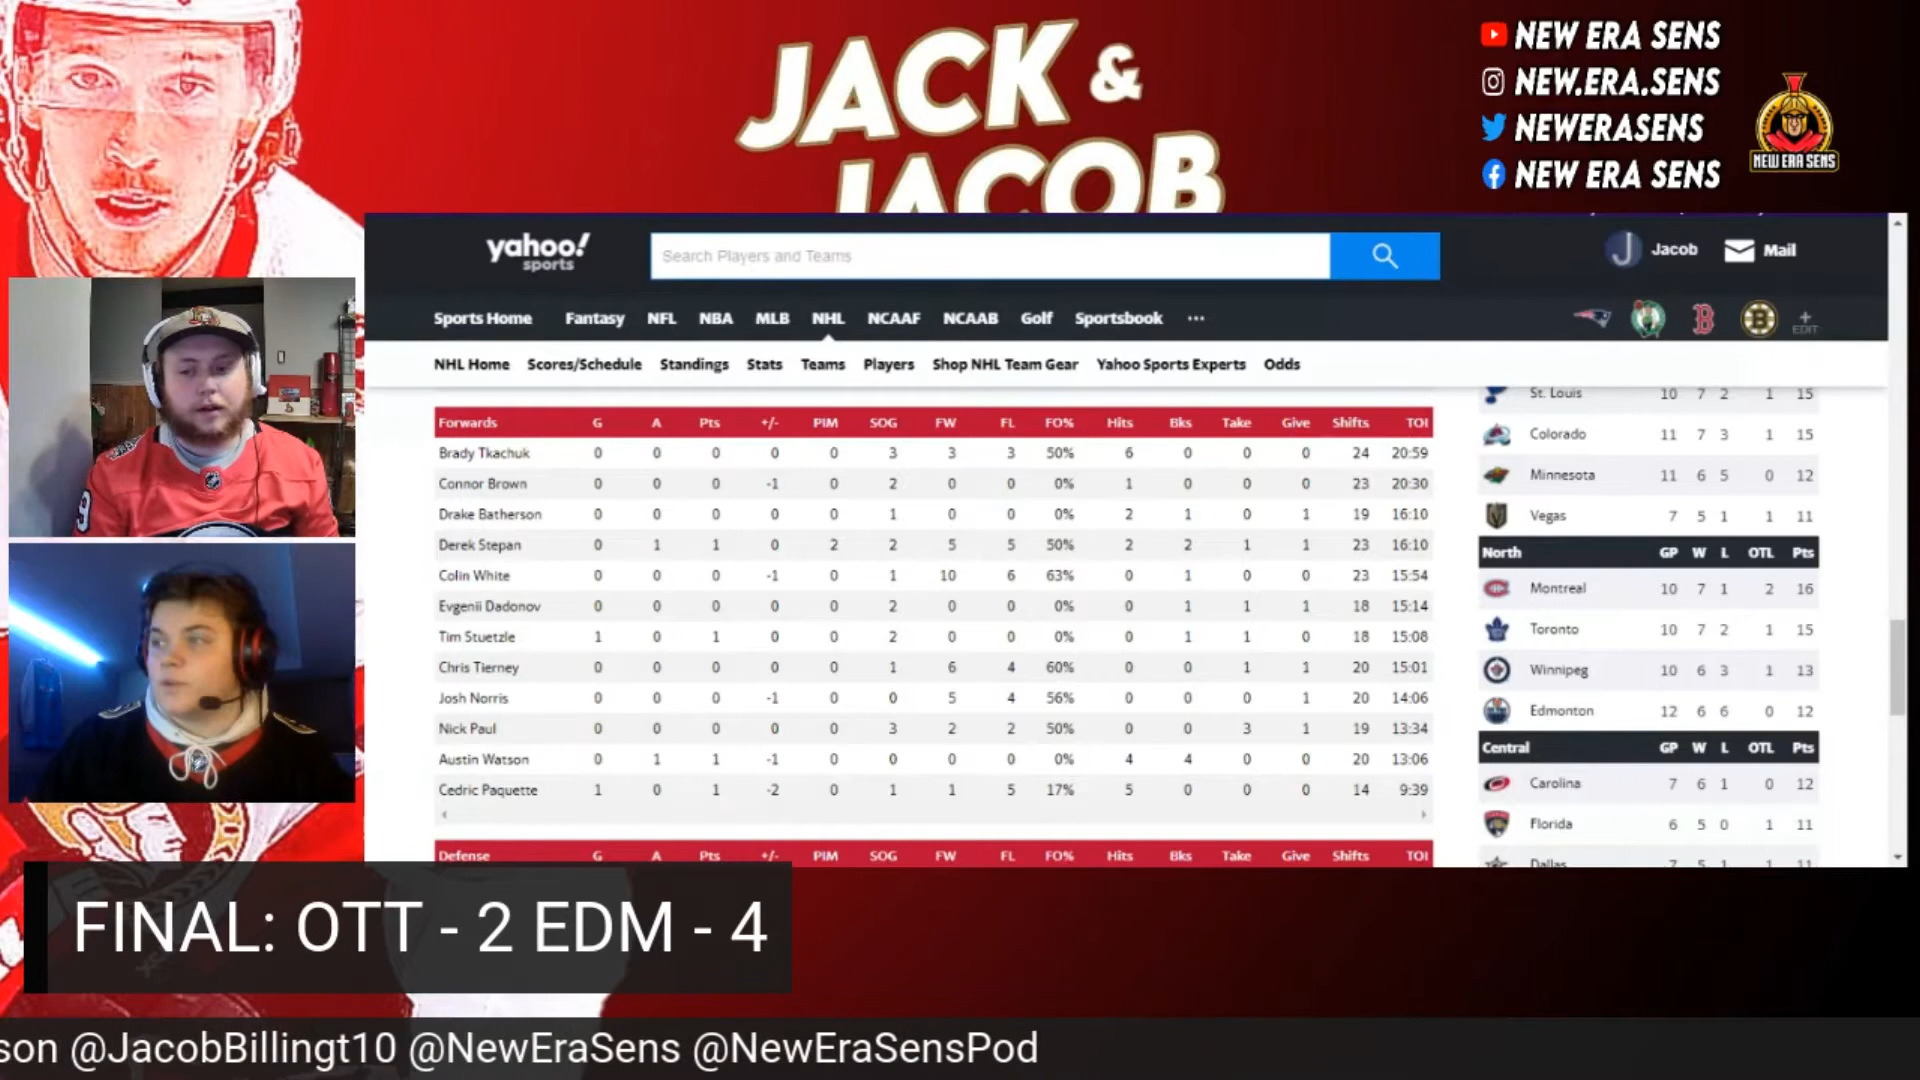 JACK &
JACOB
NEW ERA SENS
NEW.ERA.SENS
NEWERASENS
NEW ERA SENS
NEW ERA SENS
yahoo!
sports
Search Players and Teams
Jacob
Mail
Sports Home Fantasy NFL NBA MLB NHL NCAAF NCAAB Golf Sportsbook ...
+
EDIT
NHL Home Scores/Schedule Standings Stats Teams Players Shop NHL Team Gear Yahoo Sports Experts Odds
Forwards G A Pts +/- PIM SOG FW FL FO% Hits Bks Take Give Shifts TOI
Brady Tkachuk 0 0 0 0 0 3 3 3 50% 6 0 0 0 24 20:59
Connor Brown 0 0 0 -1 0 2 0 0 0% 1 0 0 0 23 20:30
Drake Batherson 0 0 0 0 0 1 0 0 0% 2 1 0 1 19 16:10
Derek Stepan 0 1 1 0 2 2 5 5 50% 2 2 1 1 23 16:10
Colin White 0 0 0 -1 0 1 10 6 63% 0 1 0 0 23 15:54
Evgenii Dadonov 0 0 0 0 0 2 0 0 0% 0 1 1 1 18 15:14
Tim Stuetzle 1 0 1 0 0 2 0 0 0% 0 1 1 0 18 15:08
Chris Tierney 0 0 0 0 0 1 6 4 60% 0 0 1 1 20 15:01
Josh Norris 0 0 0 -1 0 0 5 4 56% 0 0 0 1 20 14:06
Nick Paul 0 0 0 0 0 3 2 2 50% 0 0 3 1 19 13:34
Austin Watson 0 1 1 -1 0 0 0 0 0% 4 4 0 0 20 13:06
Cedric Paquette 1 0 1 -2 0 1 1 5 17% 5 0 0 0 14 9:39
Defense G A Pts +/- PIM SOG FW FL FO% Hits Bks Take Give Shifts TOI
St. Louis 10 7 2 1 15
Colorado 11 7 3 1 15
Minnesota 11 6 5 0 12
Vegas 7 5 1 1 11
North GP W L OTL Pts
Montreal 10 7 1 2 16
Toronto 10 7 2 1 15
Winnipeg 10 6 3 1 13
Edmonton 12 6 6 0 12
Central GP W L OTL Pts
Carolina 7 6 1 0 12
Florida 6 5 0 1 11
Dallas 7 5 1 1 11
FINAL: OTT - 2 EDM - 4
son @JacobBillingt10 @NewEraSens @NewEraSensPod